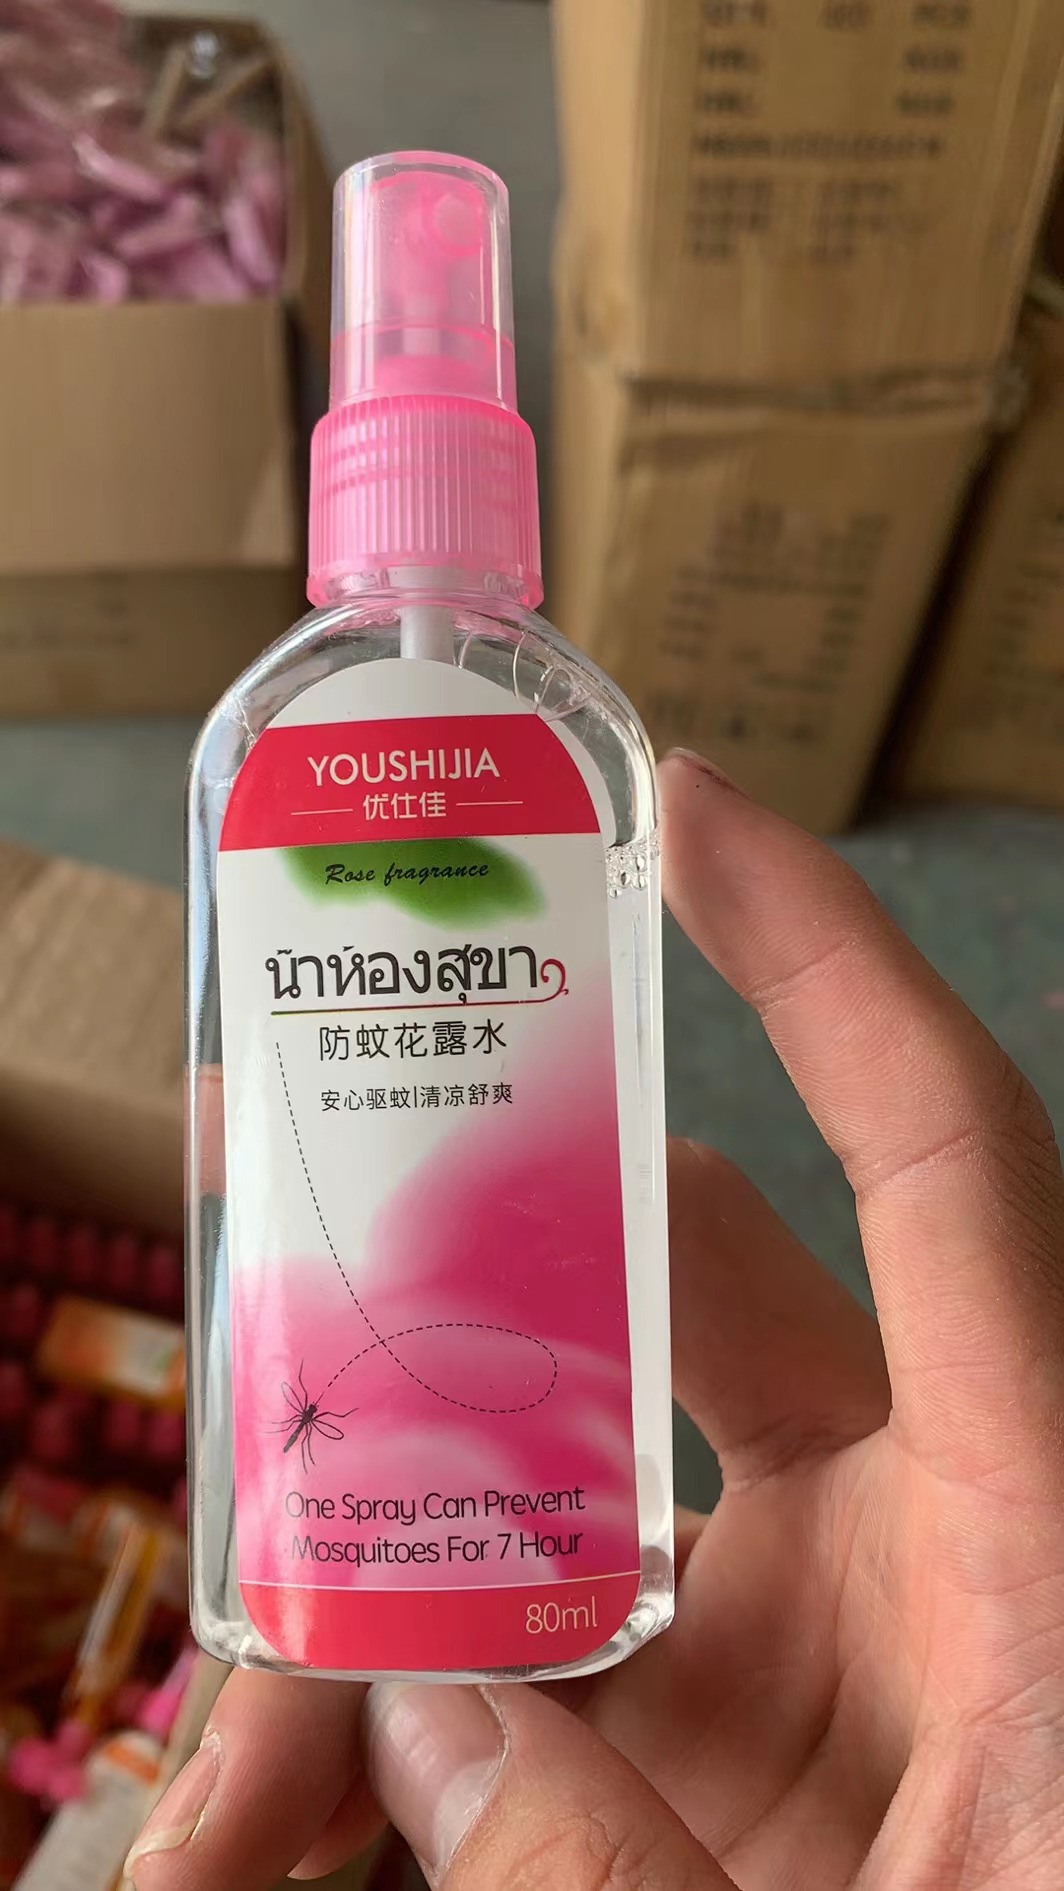 YOUSHIJIA
优仕佳
Rose fragrance
น้ำห้องสุขา
防蚊花露水
安心驱蚊|清凉舒爽
One Spray Can Prevent
Mosquitoes For 7 Hour
80ml